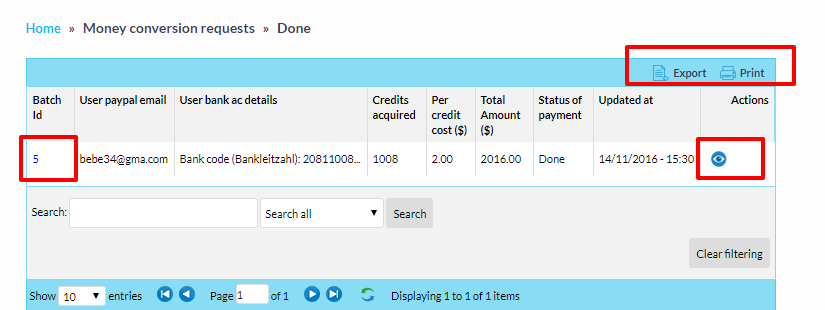 Home » Money conversion requests » Done
Export Print
Batch Id User paypal email User bank ac details Credits acquired Per credit cost ($) Total Amount ($) Status of payment Updated at Actions
5 bebe34@gma.com Bank code (Bankleitzahl): 20811008... 1008 2.00 2016.00 Done 14/11/2016 - 15:30
Search: Search all Search
Clear filtering
Show 10 entries Page 1 of 1 Displaying 1 to 1 of 1 items